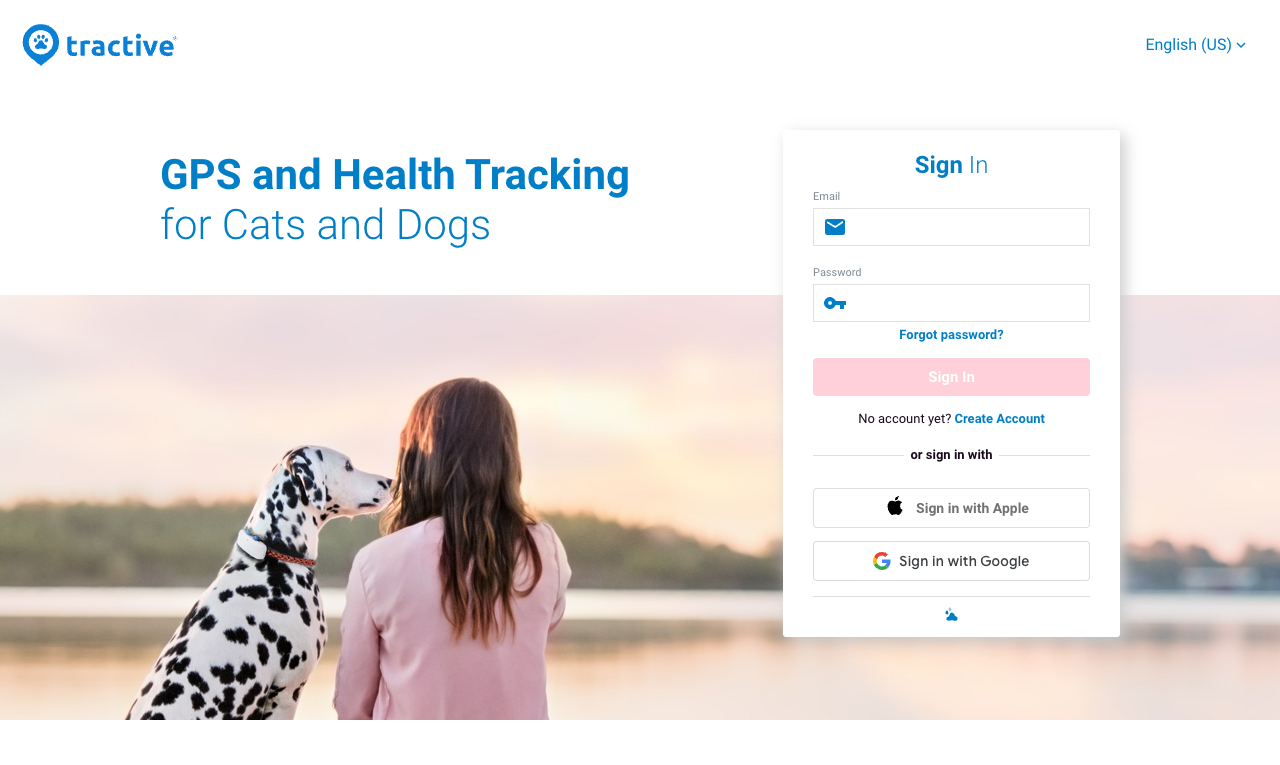 tractive
English (US)
GPS and Health Tracking
for Cats and Dogs
Sign In
Email
Password
Forgot password?
Sign In
No account yet? Create Account
or sign in with
Sign in with Apple
Sign in with Google